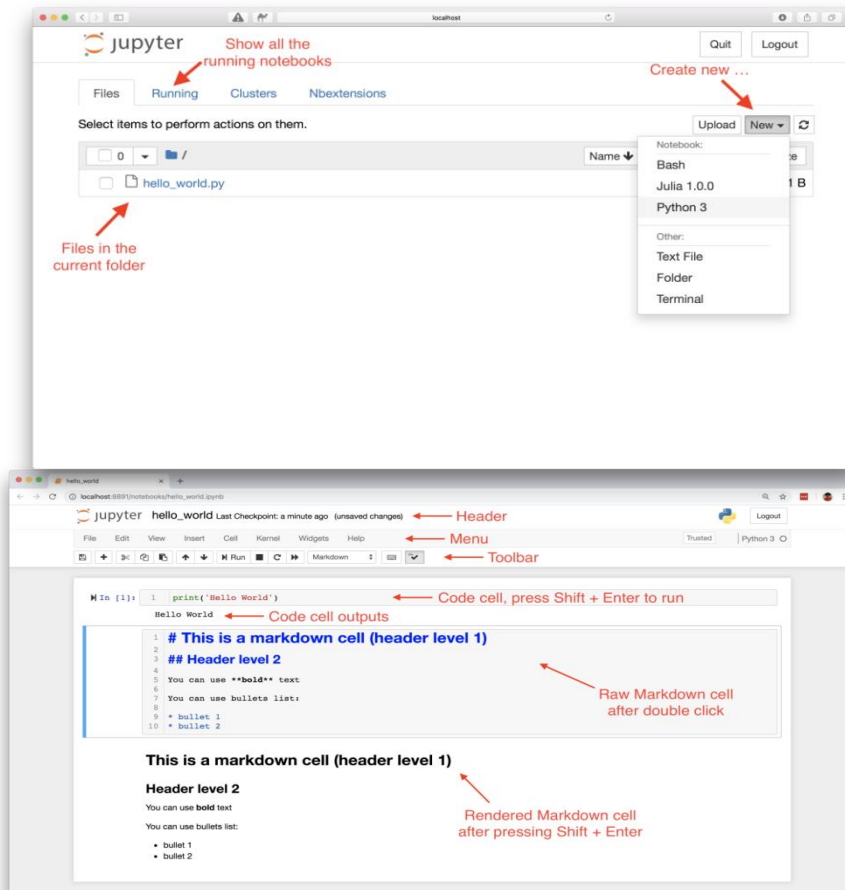 localhost
jupyter
Quit
Logout
Show all the
running notebooks
Create new ...
Files
Running
Clusters
Nbextensions
Select items to perform actions on them.
Upload
New
0
/
Name
Notebook:
Bash
Julia 1.0.0
Python 3
Other:
Text File
Folder
Terminal
hello_world.py
1 B
Files in the
current folder
hello_world
localhost:8891/notebooks/hello_world.ipynb
jupyter hello_world Last Checkpoint: a minute ago (unsaved changes)
Header
Logout
File Edit View Insert Cell Kernel Widgets Help
Menu
Trusted
Python 3
Run
Markdown
Toolbar
In [1]: 1 print('Hello World')
Code cell, press Shift + Enter to run
Hello World
Code cell outputs
1 # This is a markdown cell (header level 1)
2
3 ## Header level 2
4
5 You can use **bold** text
6
7 You can use bullets list:
8
9 * bullet 1
10 * bullet 2
Raw Markdown cell
after double click
This is a markdown cell (header level 1)
Header level 2
You can use bold text
You can use bullets list:
• bullet 1
• bullet 2
Rendered Markdown cell
after pressing Shift + Enter